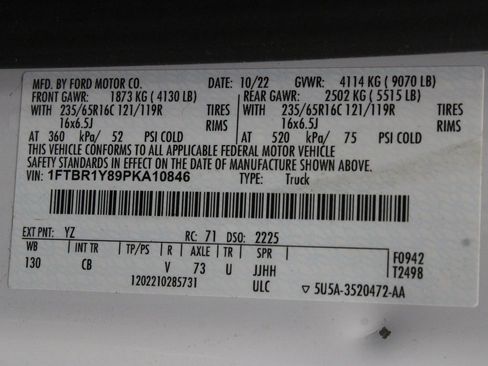 MFD. BY FORD MOTOR CO. DATE: 10/22 GVWR: 4114 KG ( 9070 LB)
FRONT GAWR: 1873 KG ( 4130 LB) REAR GAWR: 2502 KG ( 5515 LB)
WITH 235/65R16C 121/119R TIRES WITH 235/65R16C 121/119R TIRES
16x6.5J RIMS 16x6.5J RIMS
AT 360 kPa/ 52 PSI COLD AT 520 kPa/ 75 PSI COLD
THIS VEHICLE CONFORMS TO ALL APPLICABLE FEDERAL MOTOR VEHICLE
SAFETY STANDARDS IN EFFECT ON THE DATE OF MANUFACTURE SHOWN ABOVE.
VIN: 1FTBR1Y89PKA10846 TYPE: Truck
EXT PNT: YZ RC: 71 DSO: 2225
WB INT TR TP/PS R AXLE TR SPR F0942
130 CB V 73 U JJHH T2498
1202210285731 ULC ▽ 5U5A-3520472-AA